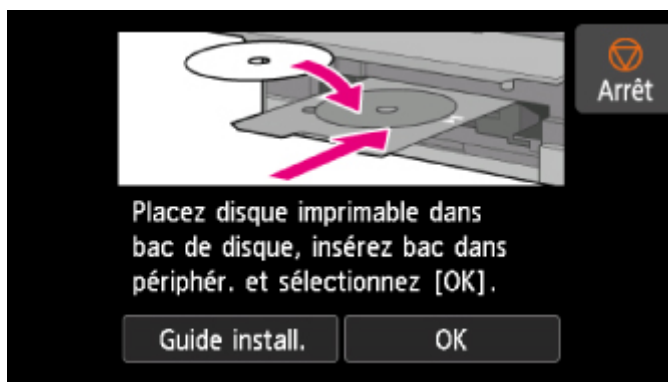 Arrêt
Placez disque imprimable dans
bac de disque, insérez bac dans
périphér. et sélectionnez [OK].
Guide install.
OK